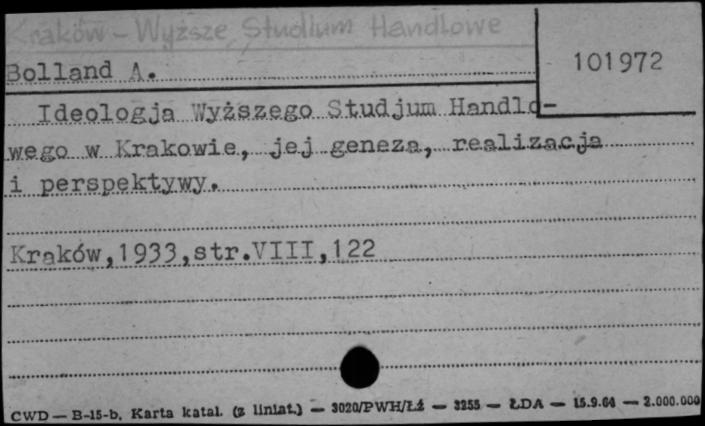 Kraków - Wyższe Studium Handlowe
Bolland A.
101972
Ideologja Wyższego Studjum Handlo-
wego w Krakowie, jej geneza, realizacja
i perspektywy.
Kraków,1933,str.VIII,122
CWD — B-15-b. Karta katal. (z liniat.) — 3020/PWH/Łź — 3255 — ŁDA — 15.9.64 — 2.000.000